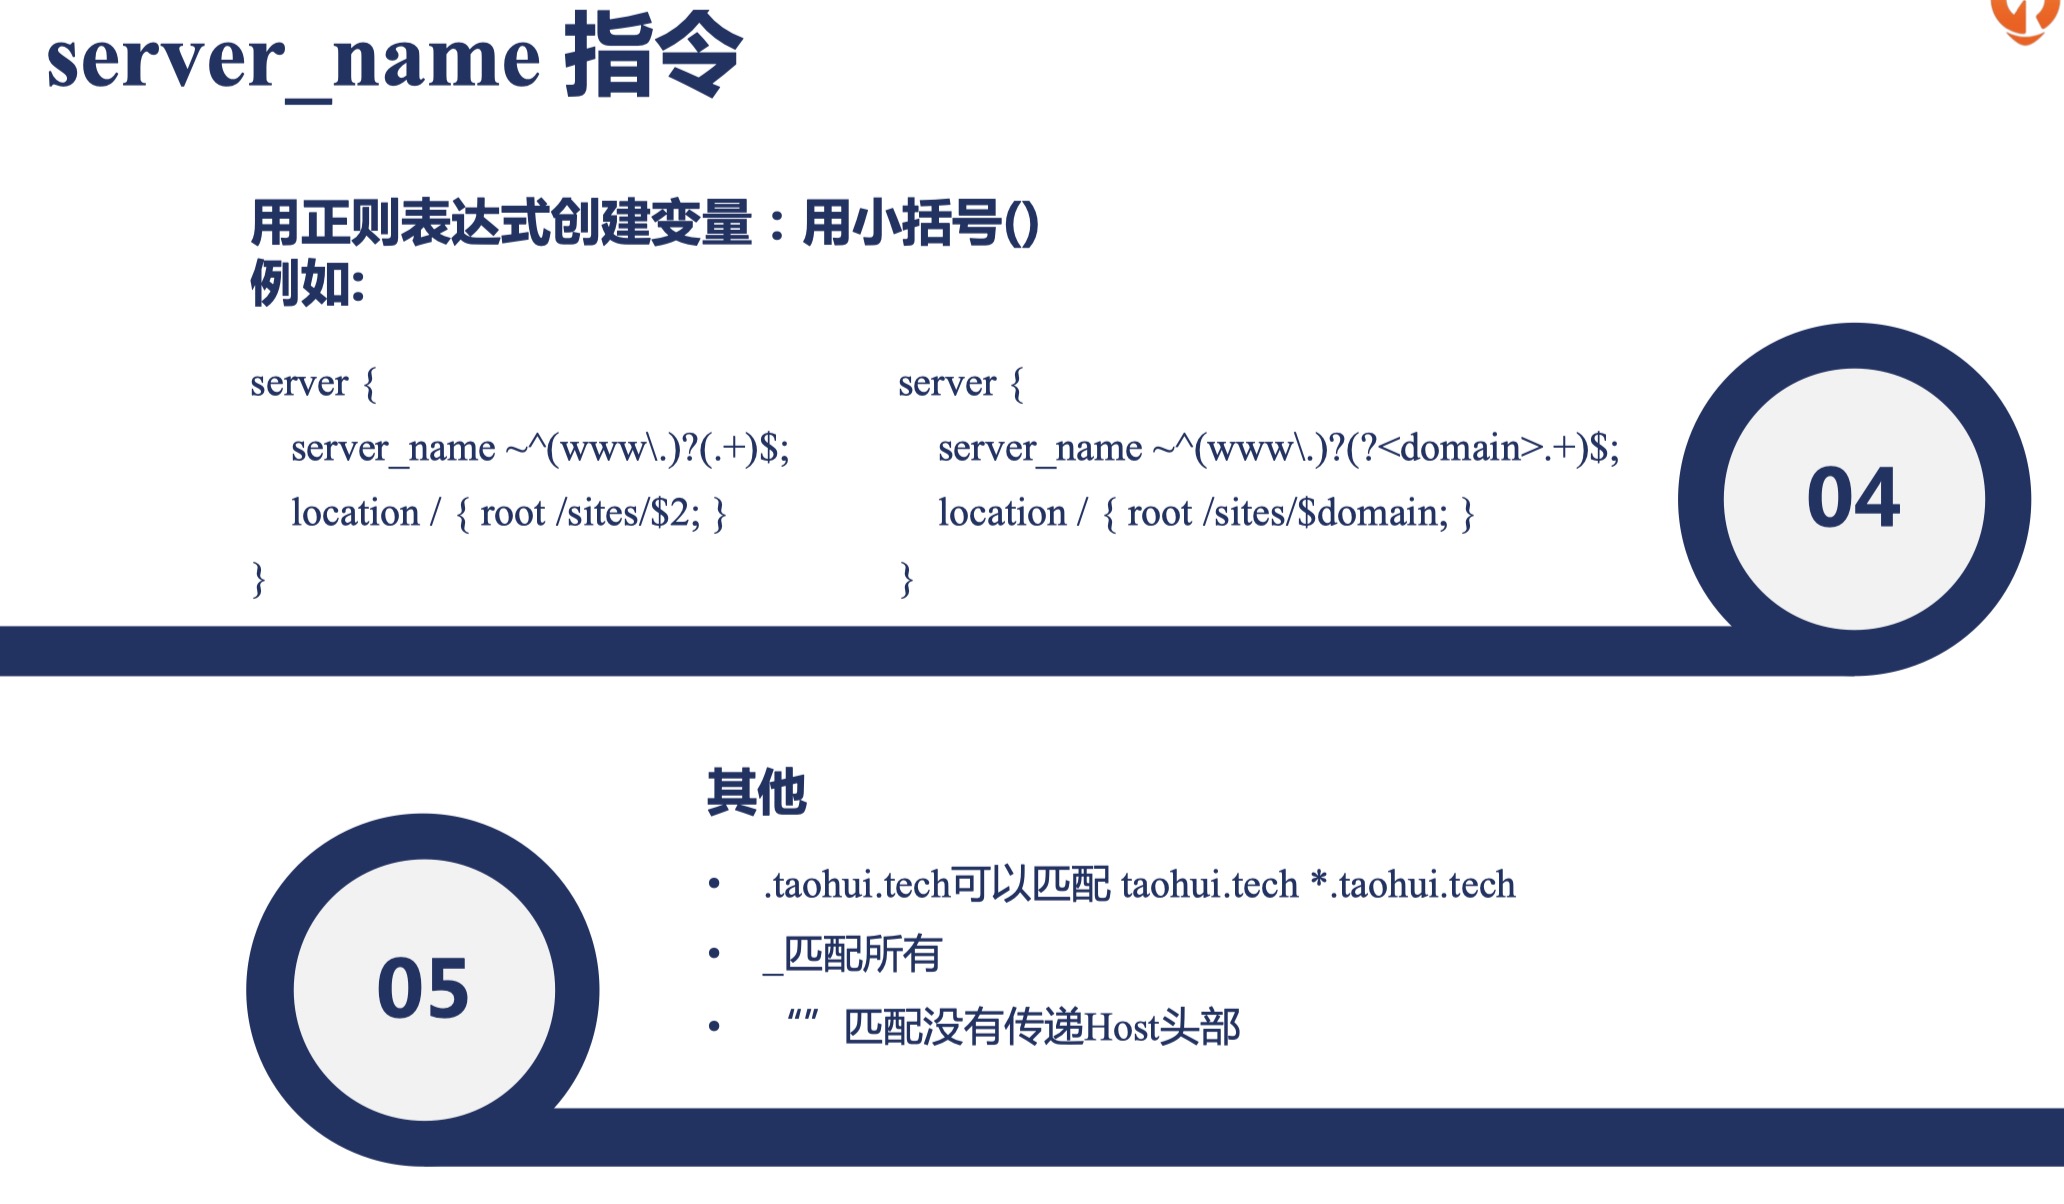 server_name 指令
用正则表达式创建变量：用小括号()
例如:
server {
server_name ~^(www\.)?(.+)$;
location / { root /sites/$2; }
}
server {
server_name ~^(www\.)?(?<domain>.+)$;
location / { root /sites/$domain; }
}
04
05
其他
• .taohui.tech可以匹配 taohui.tech *.taohui.tech
• _匹配所有
• “” 匹配没有传递Host头部